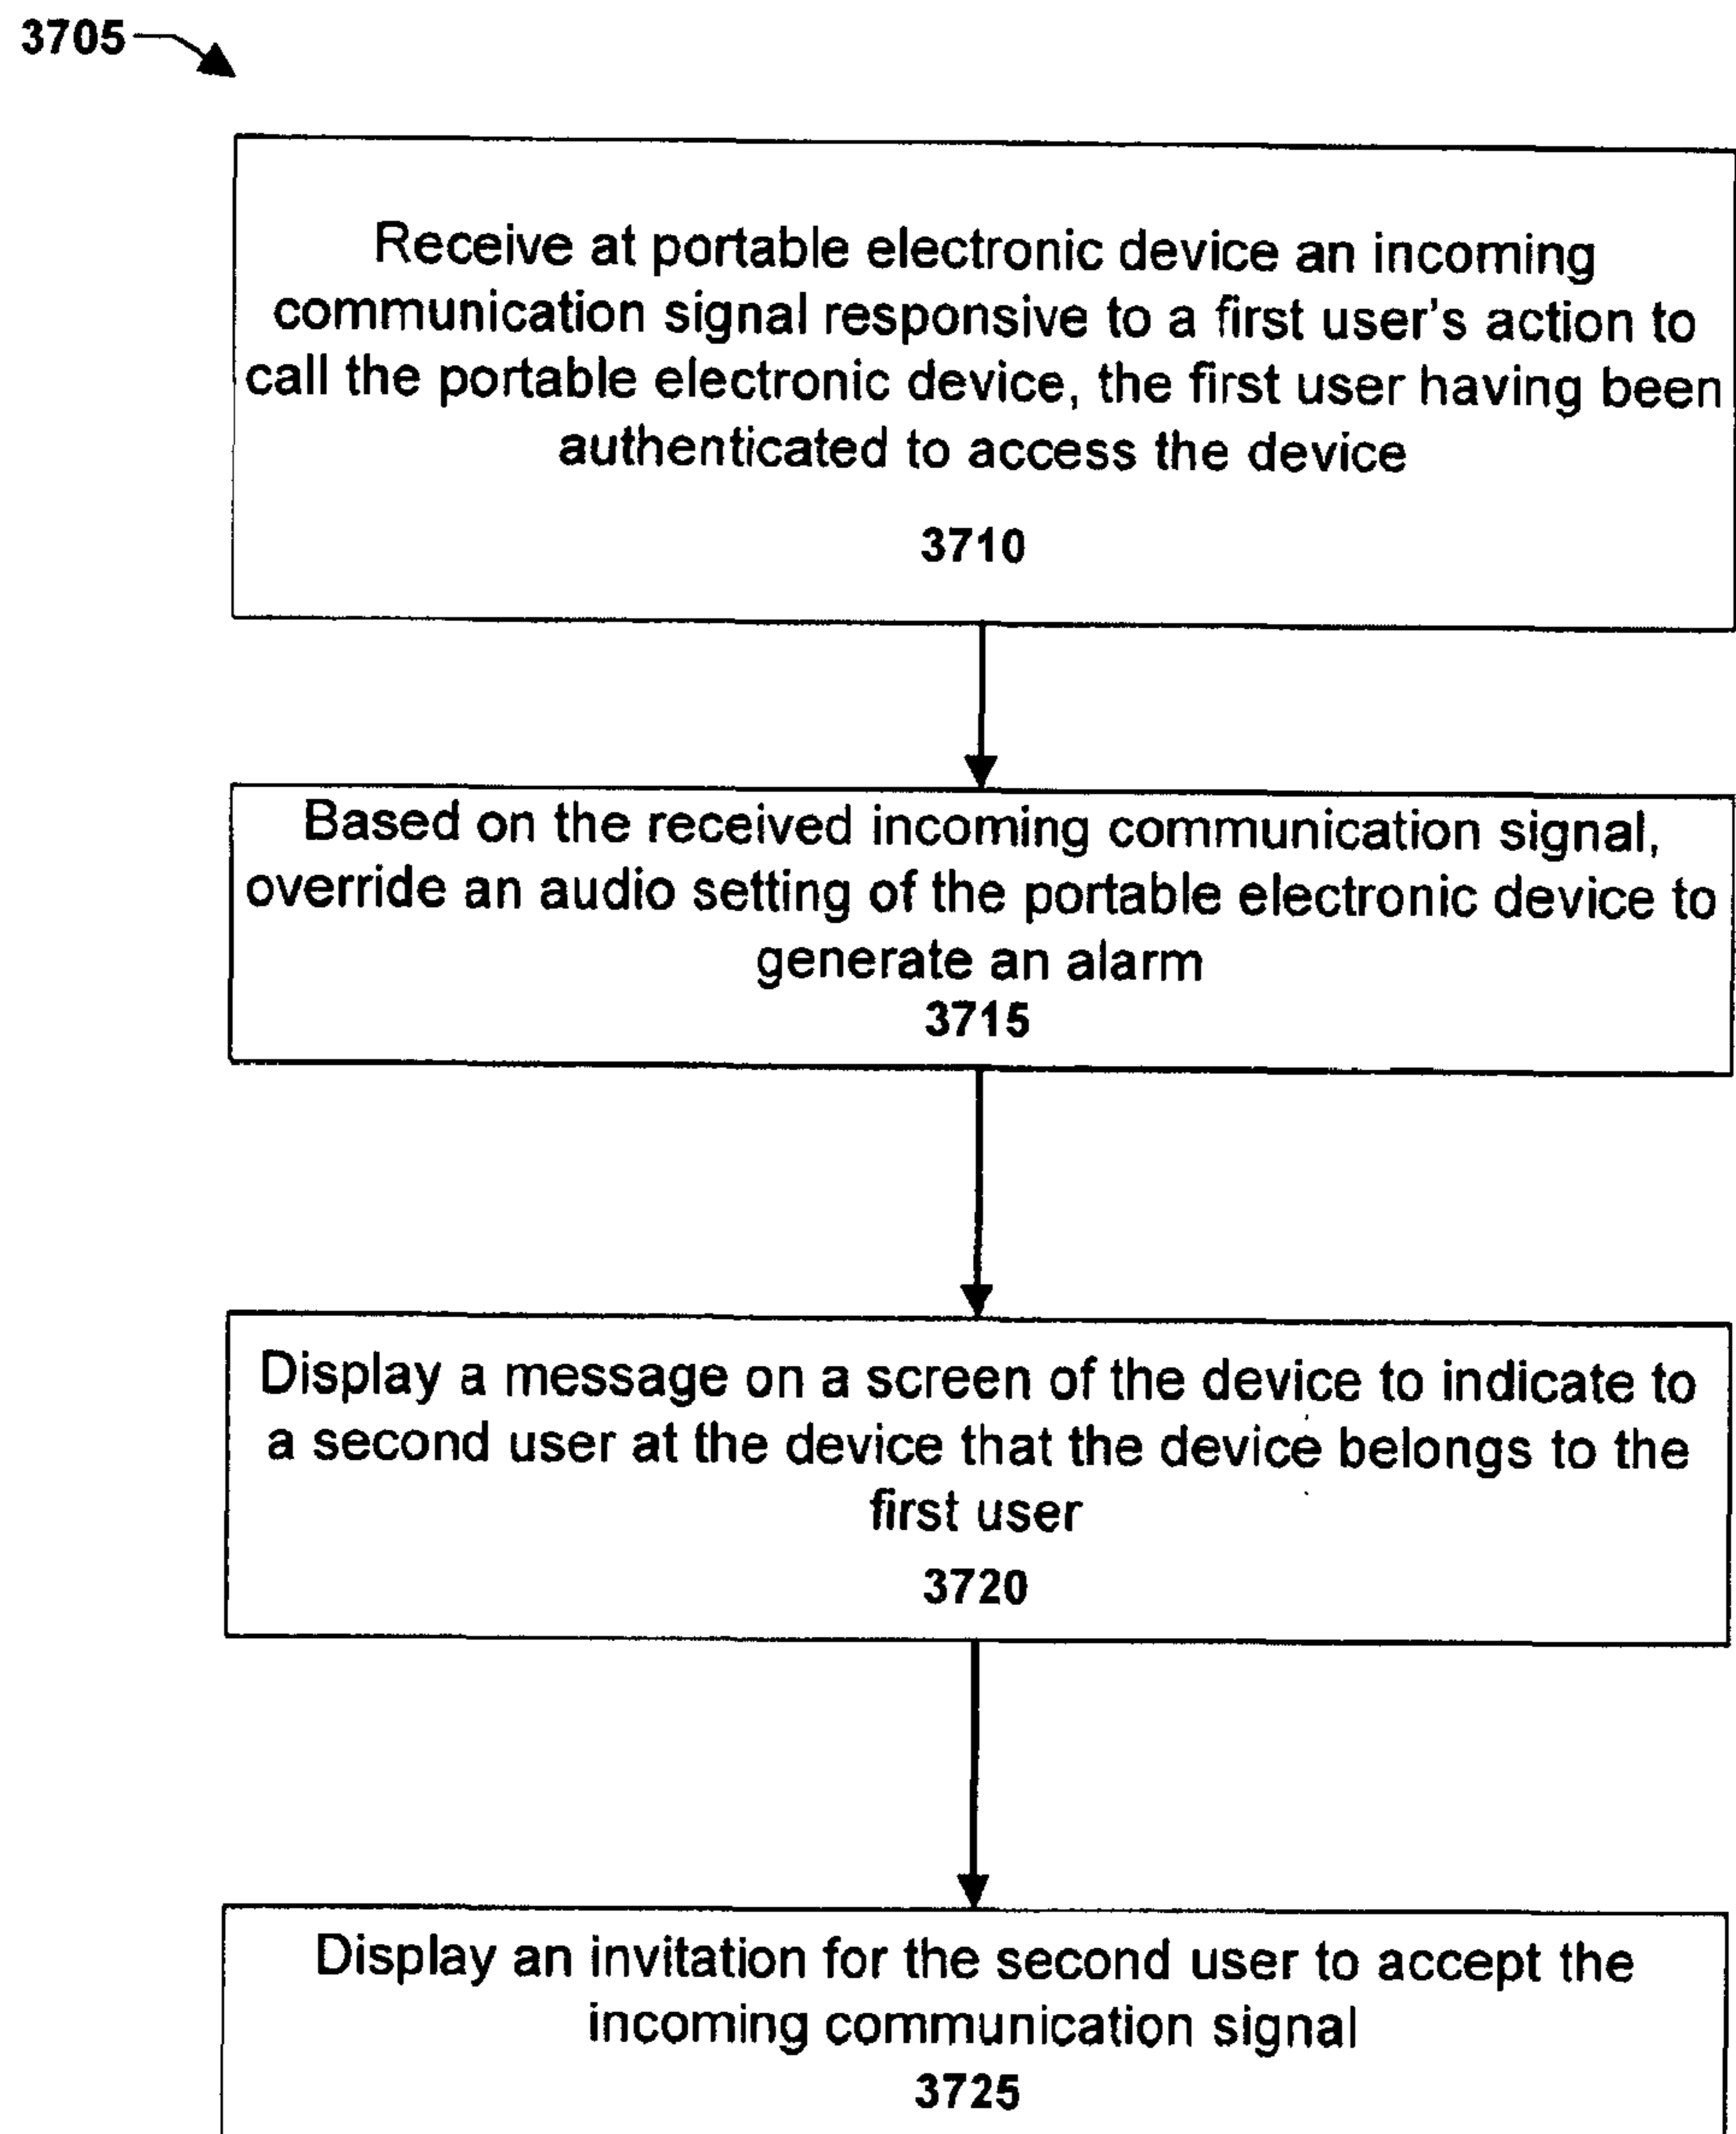 3705
Receive at portable electronic device an incoming
communication signal responsive to a first user's action to
call the portable electronic device, the first user having been
authenticated to access the device
3710
Based on the received incoming communication signal,
override an audio setting of the portable electronic device to
generate an alarm
3715
Display a message on a screen of the device to indicate to
a second user at the device that the device belongs to the
first user
3720
Display an invitation for the second user to accept the
incoming communication signal
3725